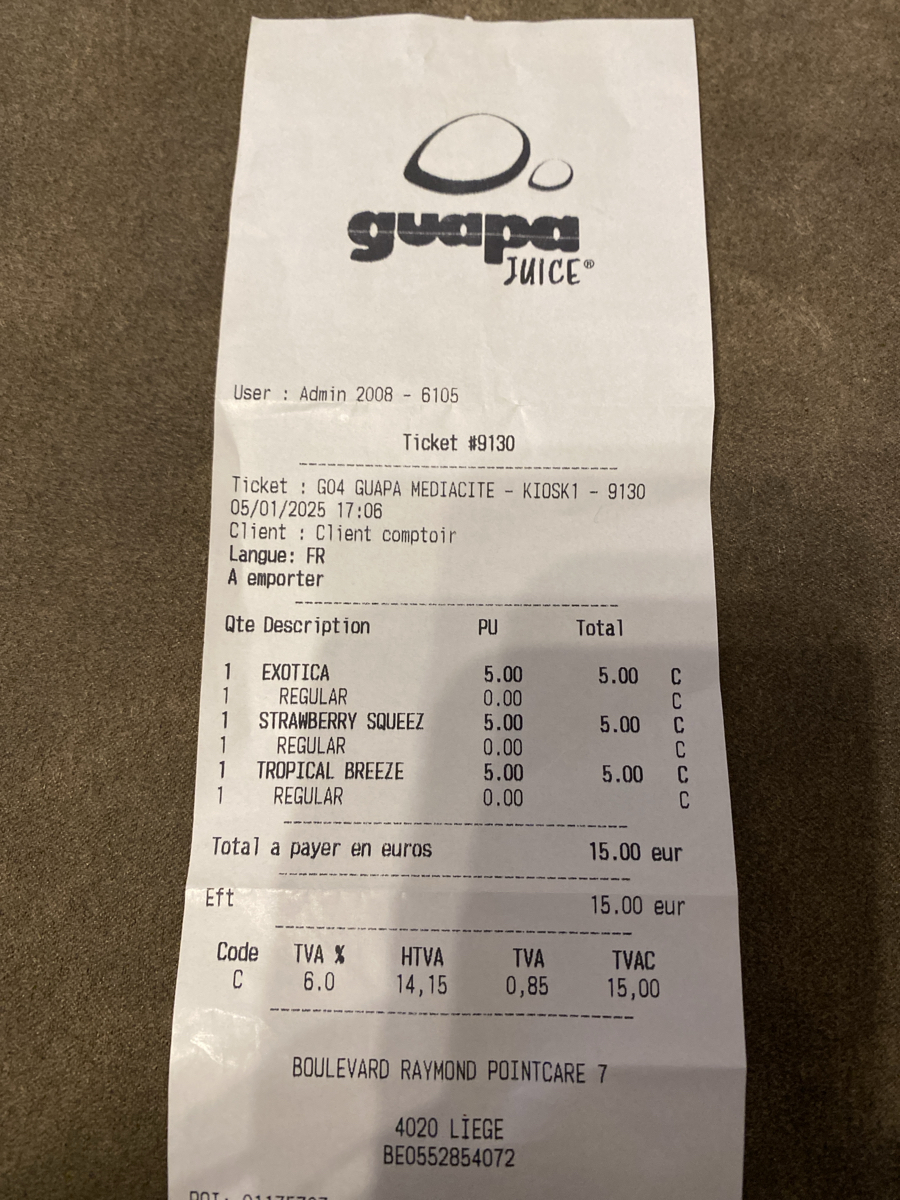 guapa
JUICE®
User : Admin 2008 - 6105
Ticket #9130
Ticket : G04 GUAPA MEDIACITE - KIOSK1 - 9130
05/01/2025 17:06
Client : Client comptoir
Langue: FR
A emporter
Qte Description PU Total
1 EXOTICA 5.00 5.00 C
1 REGULAR 0.00 C
1 STRAWBERRY SQUEEZ 5.00 5.00 C
1 REGULAR 0.00 C
1 TROPICAL BREEZE 5.00 5.00 C
1 REGULAR 0.00 C
Total a payer en euros 15.00 eur
Eft 15.00 eur
Code TVA % HTVA TVA TVAC
C 6.0 14,15 0,85 15,00
BOULEVARD RAYMOND POINTCARE 7
4020 LİEGE
BE0552854072